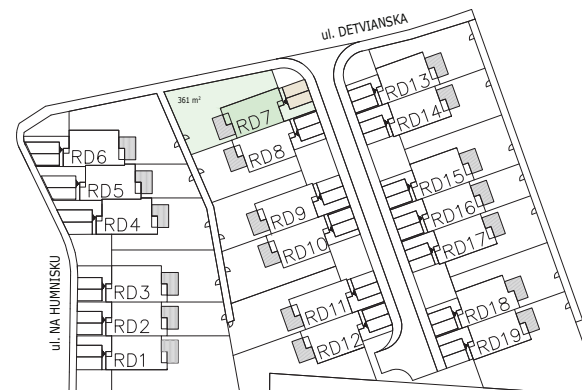 ul. DETVIANSKA
361 m²
RD7
RD13
RD14
RD8
RD6
RD5
RD4
RD15
RD9
RD16
RD10
RD17
ul. NA HUMNISKU
RD3
RD2
RD1
RD11
RD18
RD12
RD19